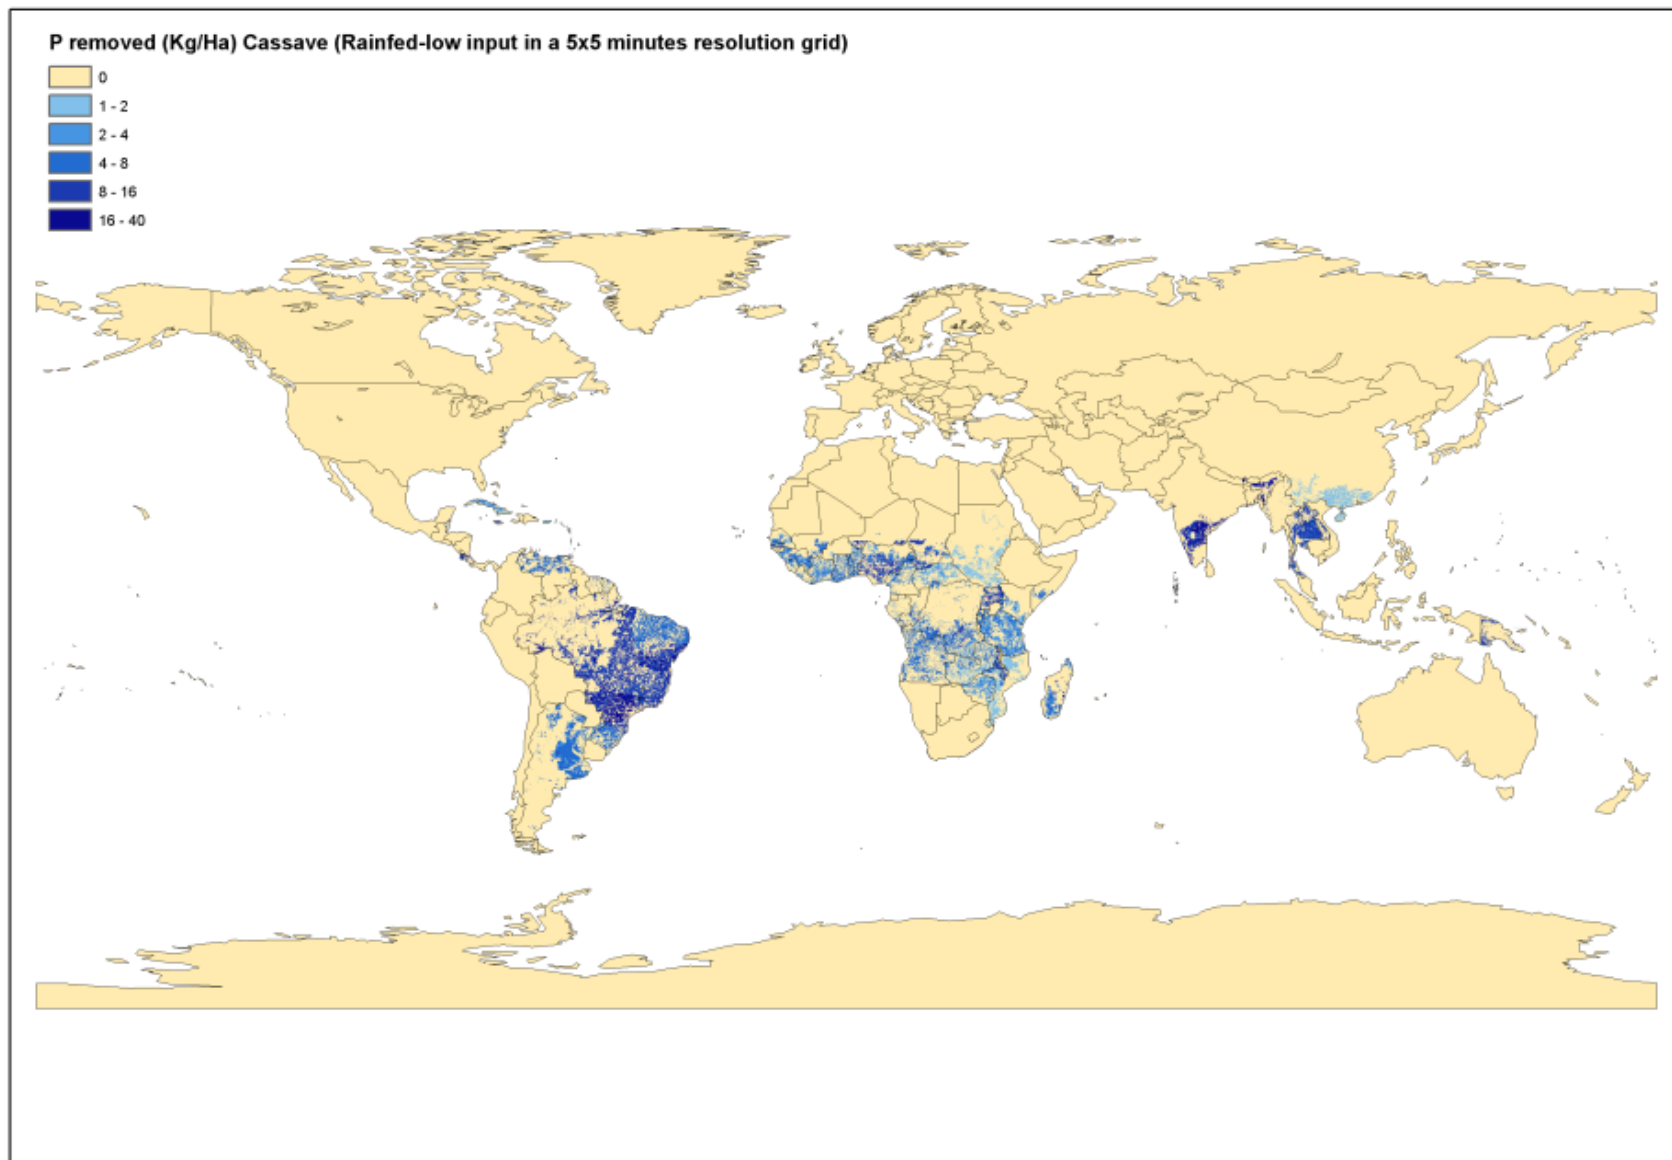 P removed (Kg/Ha) Cassave (Rainfed-low input in a 5x5 minutes resolution grid)
0
1 - 2
2 - 4
4 - 8
8 - 16
16 - 40